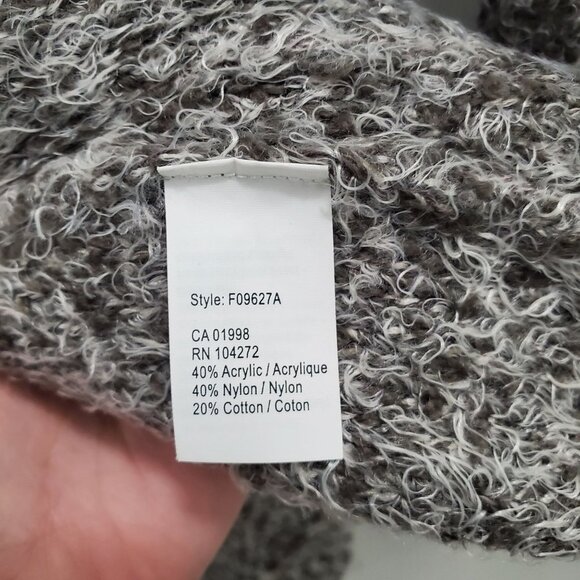 Style: F09627A
CA 01998
RN 104272
40% Acrylic / Acrylique
40% Nylon / Nylon
20% Cotton / Coton